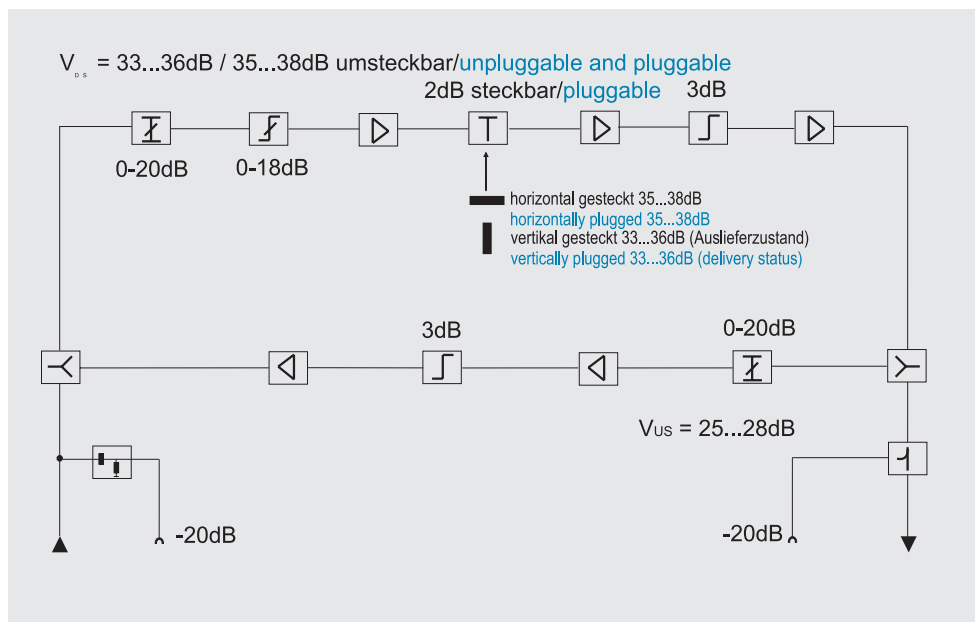 V_DS = 33...36dB / 35...38dB umsteckbar/unpluggable and pluggable
2dB steckbar/pluggable 3dB
0-20dB 0-18dB
horizontal gesteckt 35...38dB
horizontally plugged 35...38dB
vertikal gesteckt 33...36dB (Auslieferzustand)
vertically plugged 33...36dB (delivery status)
3dB 0-20dB
VUS = 25...28dB
-20dB -20dB